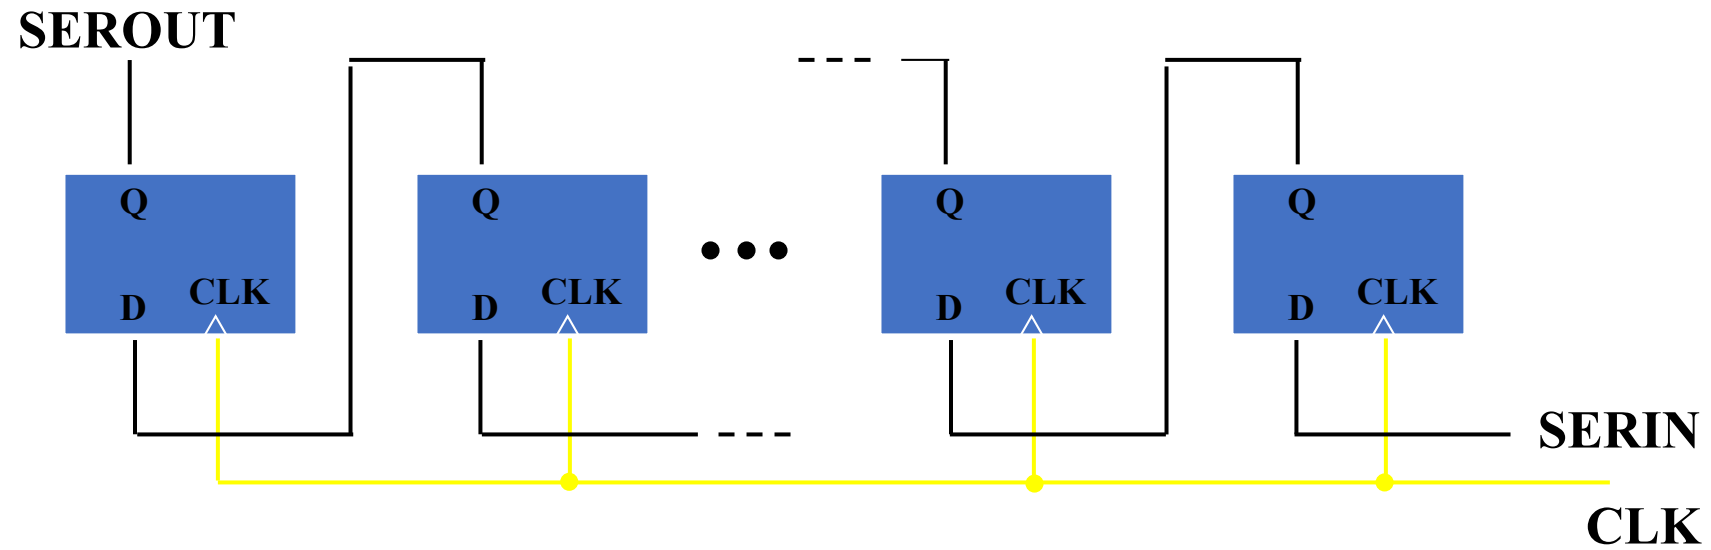 SEROUT
Q Q Q Q
CLK CLK CLK CLK
D D D D
SERIN
CLK